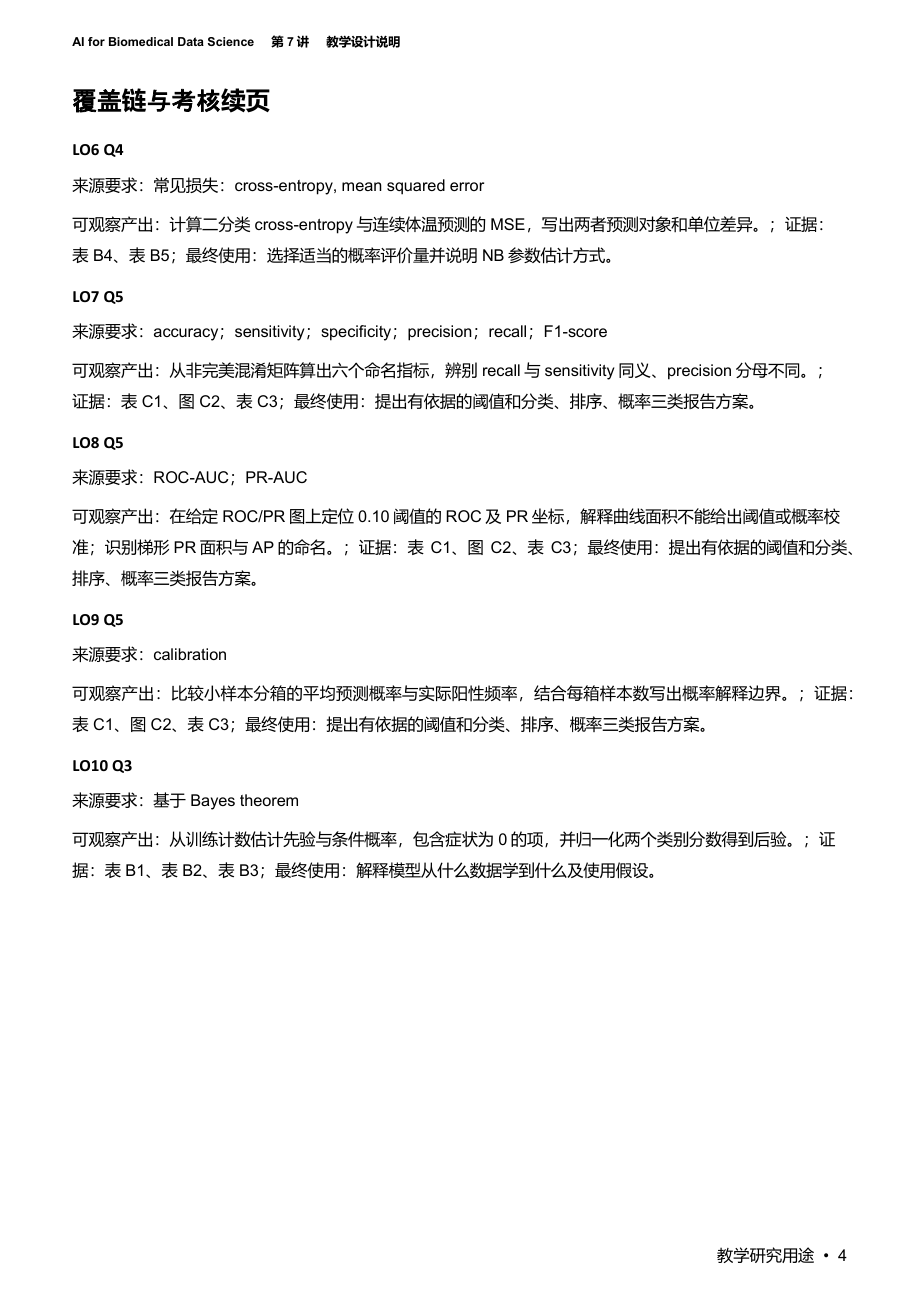 AI for Biomedical Data Science 第 7 讲 教学设计说明
覆盖链与考核续页
LO6 Q4
来源要求：常见损失：cross-entropy, mean squared error
可观察产出：计算二分类 cross-entropy 与连续体温预测的 MSE，写出两者预测对象和单位差异。；证据：
表 B4、表 B5；最终使用：选择适当的概率评价量并说明 NB 参数估计方式。
LO7 Q5
来源要求：accuracy；sensitivity；specificity；precision；recall；F1-score
可观察产出：从非完美混淆矩阵算出六个命名指标，辨别 recall 与 sensitivity 同义、precision 分母不同。；
证据：表 C1、图 C2、表 C3；最终使用：提出有依据的阈值和分类、排序、概率三类报告方案。
LO8 Q5
来源要求：ROC-AUC；PR-AUC
可观察产出：在给定 ROC/PR 图上定位 0.10 阈值的 ROC 及 PR 坐标，解释曲线面积不能给出阈值或概率校
准；识别梯形 PR 面积与 AP 的命名。；证据：表 C1、图 C2、表 C3；最终使用：提出有依据的阈值和分类、
排序、概率三类报告方案。
LO9 Q5
来源要求：calibration
可观察产出：比较小样本分箱的平均预测概率与实际阳性频率，结合每箱样本数写出概率解释边界。；证据：
表 C1、图 C2、表 C3；最终使用：提出有依据的阈值和分类、排序、概率三类报告方案。
LO10 Q3
来源要求：基于 Bayes theorem
可观察产出：从训练计数估计先验与条件概率，包含症状为 0 的项，并归一化两个类别分数得到后验。；证
据：表 B1、表 B2、表 B3；最终使用：解释模型从什么数据学到什么及使用假设。
教学研究用途 • 4